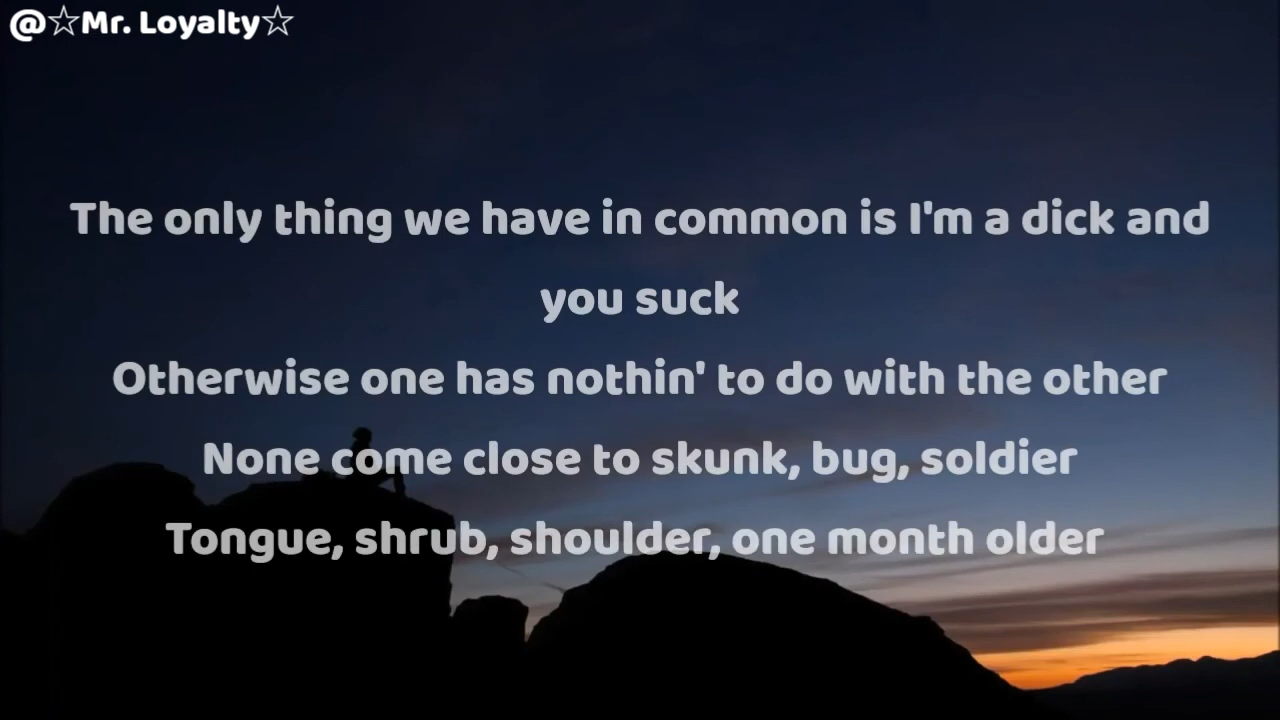 @☆Mr. Loyalty☆
The only thing we have in common is I'm a dick and
you suck
Otherwise one has nothin' to do with the other
None come close to skunk, bug, soldier
Tongue, shrub, shoulder, one month older